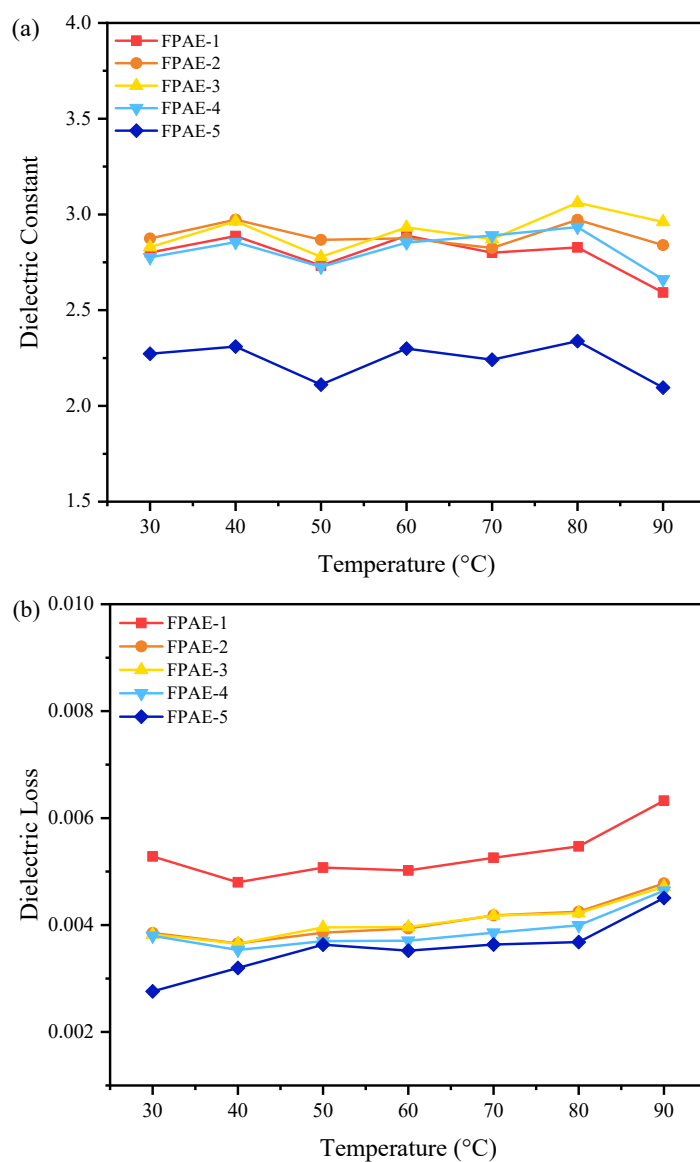 (a)
4.0
FPAE-1
FPAE-2
3.5
FPAE-3
FPAE-4
FPAE-5
Dielectric Constant
3.0
2.5
2.0
1.5
30 40 50 60 70 80 90
Temperature (°C)
(b)
0.010
FPAE-1
FPAE-2
FPAE-3
FPAE-4
FPAE-5
0.008
Dielectric Loss
0.006
0.004
0.002
30 40 50 60 70 80 90
Temperature (°C)